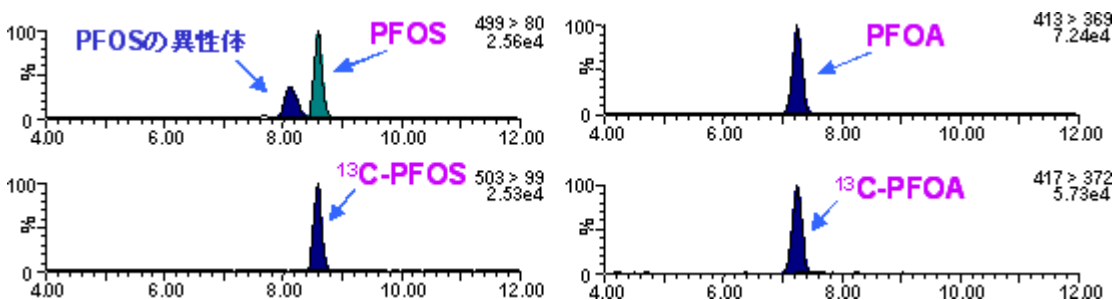 PFOSの異性体
PFOS
499 > 80
2.56e4
100
%
0
4.00 6.00 8.00 10.00 12.00
PFOA
413 > 369
7.24e4
100
%
0
4.00 6.00 8.00 10.00 12.00
¹³C-PFOS
503 > 99
2.53e4
100
%
0
4.00 6.00 8.00 10.00 12.00
¹³C-PFOA
417 > 372
5.73e4
100
%
0
4.00 6.00 8.00 10.00 12.00